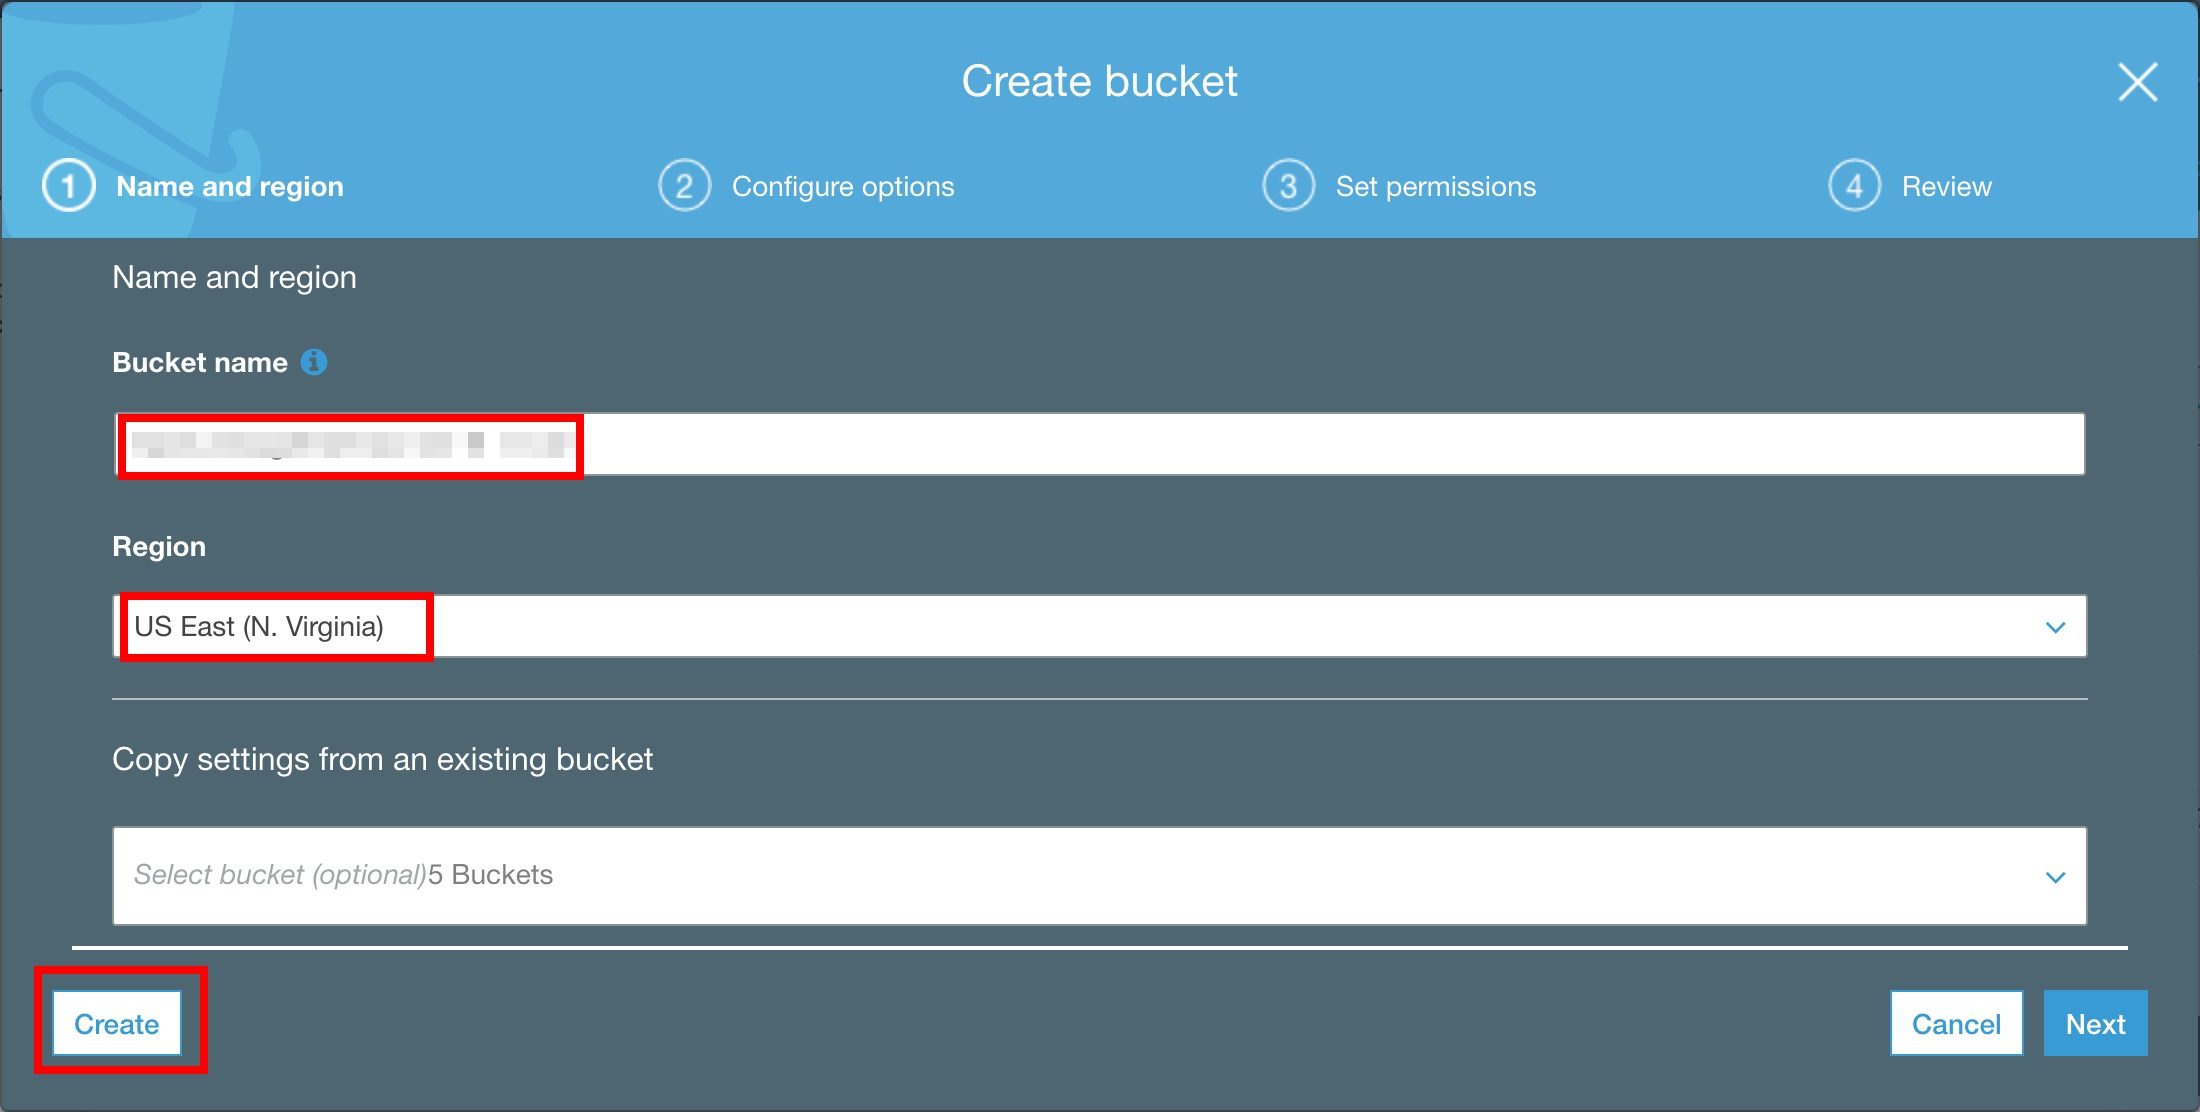 Create bucket
1 Name and region
2 Configure options
3 Set permissions
4 Review
Name and region
Bucket name
Region
US East (N. Virginia)
Copy settings from an existing bucket
Select bucket (optional)5 Buckets
Create
Cancel
Next